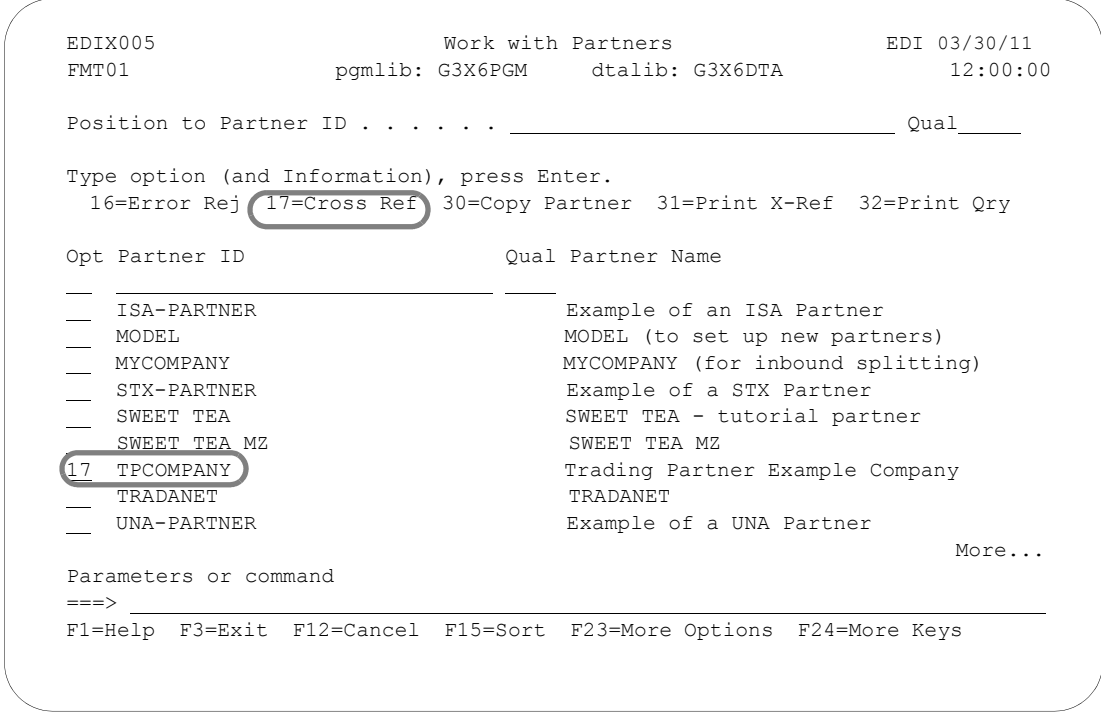 EDIX005 Work with Partners EDI 03/30/11
FMT01 pgmlib: G3X6PGM dtalib: G3X6DTA 12:00:00
Position to Partner ID . . . . . . Qual
Type option (and Information), press Enter.
16=Error Rej 17=Cross Ref 30=Copy Partner 31=Print X-Ref 32=Print Qry
Opt Partner ID Qual Partner Name
ISA-PARTNER Example of an ISA Partner
MODEL MODEL (to set up new partners)
MYCOMPANY MYCOMPANY (for inbound splitting)
STX-PARTNER Example of a STX Partner
SWEET TEA SWEET TEA - tutorial partner
SWEET TEA MZ SWEET TEA MZ
17 TPCOMPANY Trading Partner Example Company
TRADANET TRADANET
UNA-PARTNER Example of a UNA Partner
More...
Parameters or command
===>
F1=Help F3=Exit F12=Cancel F15=Sort F23=More Options F24=More Keys